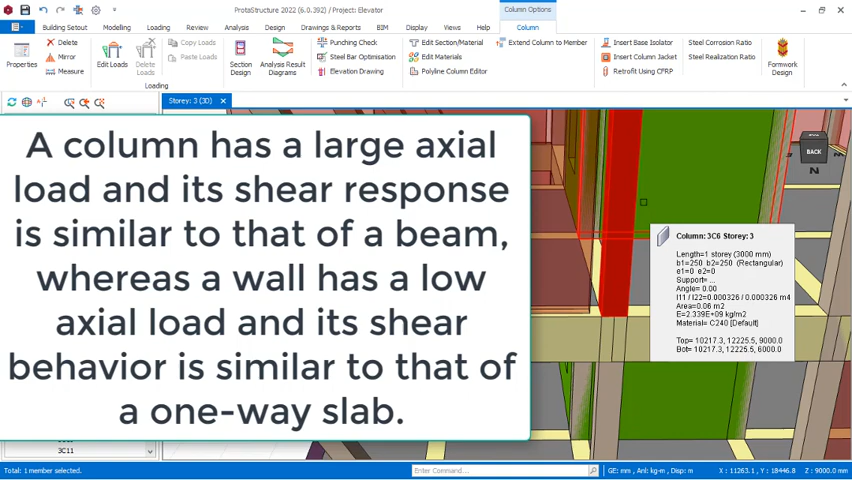 ProtaStructure 2022 (6.0.392) / Project: Elevator
Column Options
Building Setout Modelling Loading Review Analysis Design Drawings & Reports BIM Display Views Help Column
Properties
Delete
Mirror
Measure
Edit Loads
Delete Loads
Copy Loads
Paste Loads
Loading
Section Design
Analysis Result Diagrams
Punching Check
Steel Bar Optimisation
Elevation Drawing
Edit Section/Material
Edit Materials
Polyline Column Editor
Extend Column to Member
Insert Base Isolator
Insert Column Jacket
Retrofit Using CFRP
Steel Corrosion Ratio
Steel Realization Ratio
Formwork Design
Storey: 3 (3D)
A column has a large axial
load and its shear response
is similar to that of a beam,
whereas a wall has a low
axial load and its shear
behavior is similar to that of
a one-way slab.
BACK
N
Column: 3C6 Storey: 3
Length=1 storey (3000 mm)
b1=250 b2=250 (Rectangular)
e1=0 e2=0
Support= ...
Angle= 0.00
I11 / I22=0.000326 / 0.000326 m4
Area=0.06 m2
E=2.339E+09 kg/m2
Material= C240 [Default]
Top= 10217.3, 12225.5, 9000.0
Bot= 10217.3, 12225.5, 6000.0
3C11
Total: 1 member selected.
Enter Command...
GE: mm , Anl: kg-m , Disp: m
X : 11263.1 , Y : 18446.8
Z: 9000.0 mm